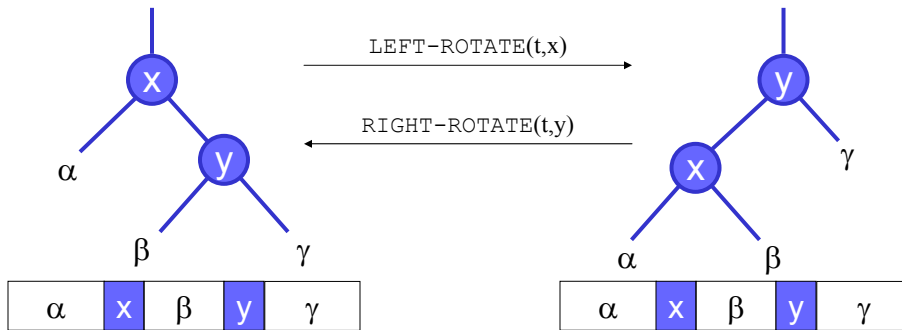 LEFT-ROTATE(t,x)
x
y
RIGHT-ROTATE(t,y)
α
y
γ
x
β
γ
α
β
α x β y γ
α x β y γ